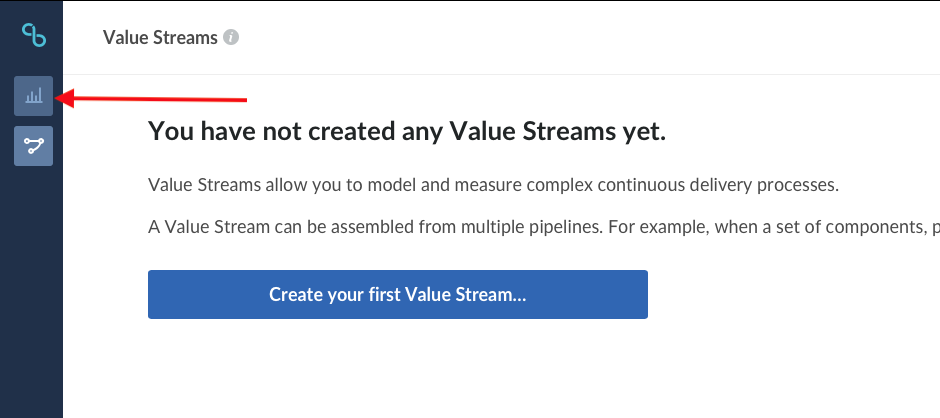 Value Streams
You have not created any Value Streams yet.
Value Streams allow you to model and measure complex continuous delivery processes.
A Value Stream can be assembled from multiple pipelines. For example, when a set of components, p
Create your first Value Stream...